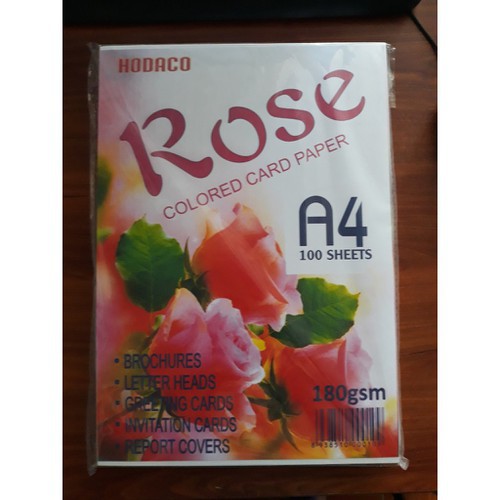 HODACO
Rose
COLORED CARD PAPER
A4
100 SHEETS
• BROCHURES
• LETTER HEADS
• GREETING CARDS
• INVITATION CARDS
• REPORT COVERS
180gsm